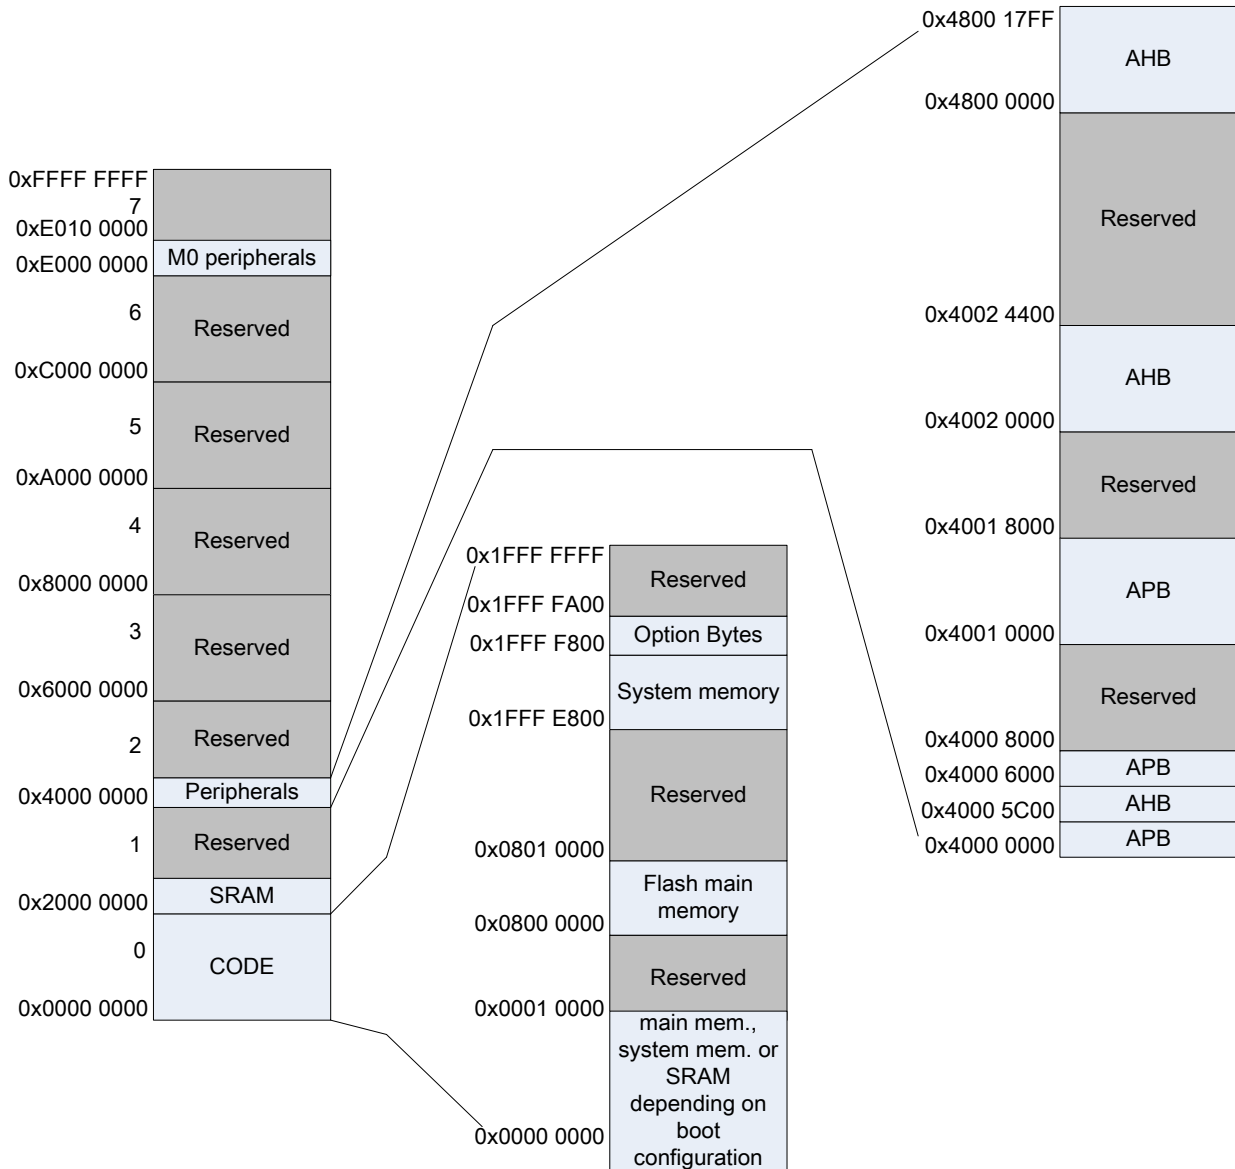 0xFFFF FFFF
7
0xE010 0000
M0 peripherals
0xE000 0000
6
Reserved
0xC000 0000
5
Reserved
0xA000 0000
4
Reserved
0x8000 0000
3
Reserved
0x6000 0000
2
Reserved
Peripherals
0x4000 0000
1
Reserved
SRAM
0x2000 0000
0
CODE
0x0000 0000
0x1FFF FFFF
Reserved
0x1FFF FA00
Option Bytes
0x1FFF F800
System memory
0x1FFF E800
Reserved
0x0801 0000
Flash main
memory
0x0800 0000
Reserved
0x0001 0000
main mem.,
system mem. or
SRAM
depending on
boot
configuration
0x0000 0000
0x4800 17FF
AHB
0x4800 0000
Reserved
0x4002 4400
AHB
0x4002 0000
Reserved
0x4001 8000
APB
0x4001 0000
Reserved
0x4000 8000
APB
0x4000 6000
AHB
0x4000 5C00
APB
0x4000 0000